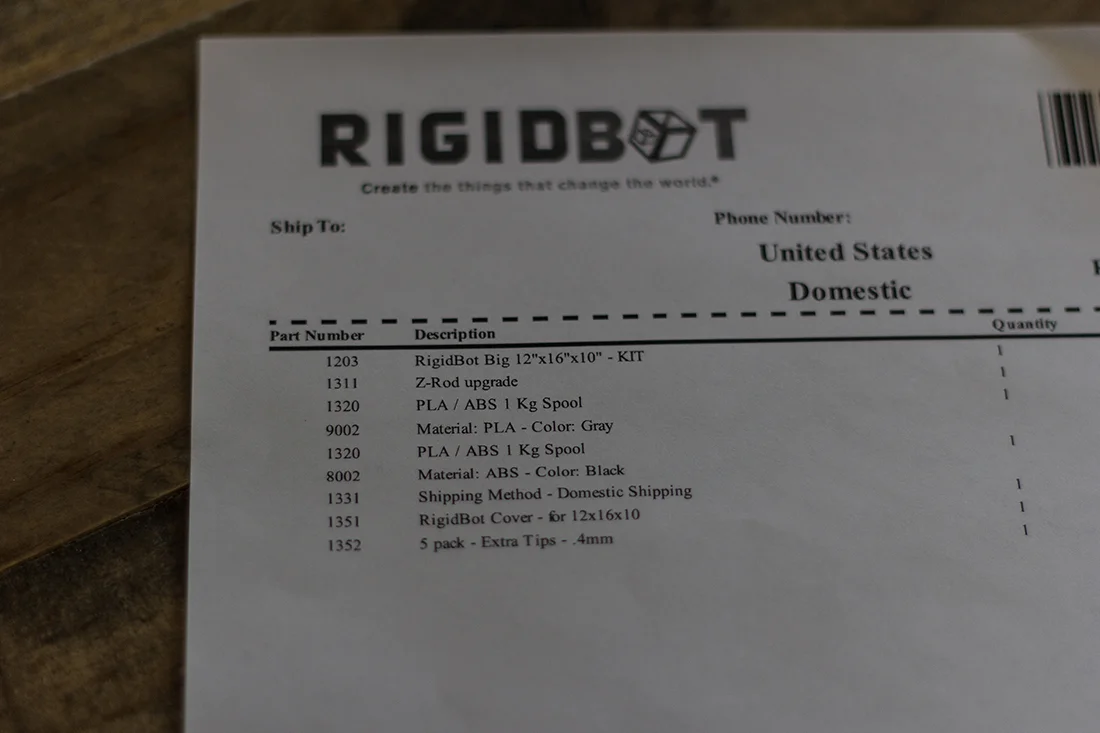 RIGIDBOT
Create the things that change the world.®
Ship To:
Phone Number:
United States
Domestic
Part Number Description Quantity
1203 RigidBot Big 12"x16"x10" - KIT 1
1311 Z-Rod upgrade 1
1320 PLA / ABS 1 Kg Spool 1
9002 Material: PLA - Color: Gray
1320 PLA / ABS 1 Kg Spool 1
8002 Material: ABS - Color: Black
1331 Shipping Method - Domestic Shipping 1
1351 RigidBot Cover - for 12x16x10 1
1352 5 pack - Extra Tips - .4mm 1